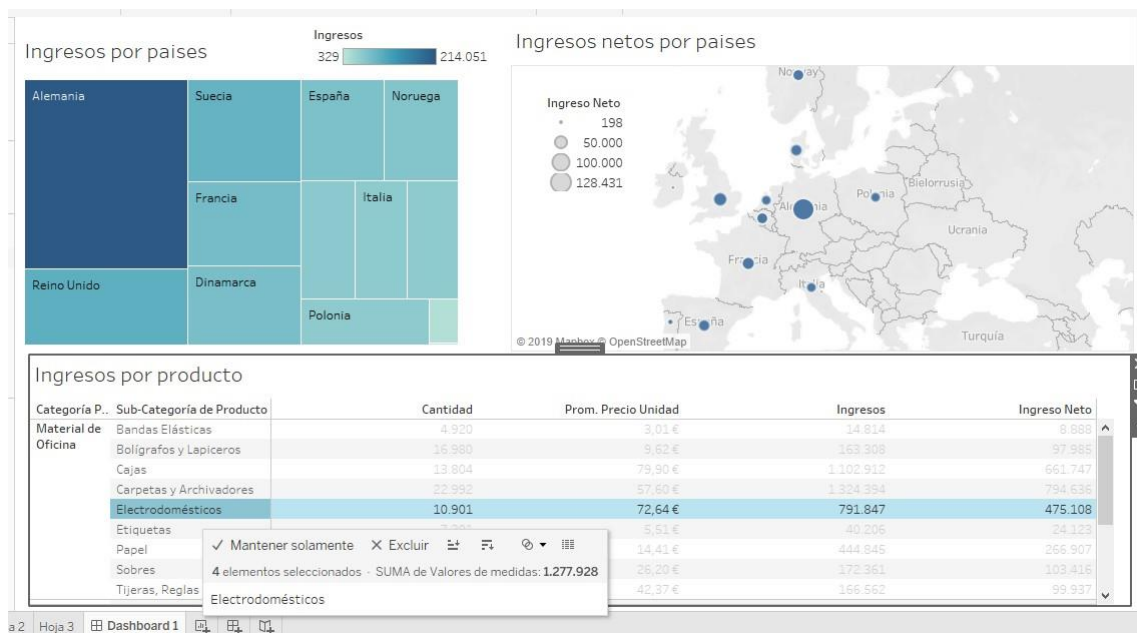 Ingresos por paises
Ingresos
329 214.051
Alemania
Suecia
España
Noruega
Francia
Italia
Reino Unido
Dinamarca
Polonia
Ingresos netos por paises
Ingreso Neto
198
50.000
100.000
128.431
Norway
Bielorrusia
Ucrania
Turquía
© 2019 Mapbox © OpenStreetMap
Ingresos por producto
Categoría P.. Sub-Categoría de Producto Cantidad Prom. Precio Unidad Ingresos Ingreso Neto
Material de Oficina Bandas Elásticas 4.920 3,01 € 14.814 8.888
Bolígrafos y Lapiceros 16.980 9,62 € 163.308 97.985
Cajas 13.804 79,90 € 1.102.912 661.747
Carpetas y Archivadores 22.992 57,60 € 1.324.394 794.636
Electrodomésticos 10.901 72,64 € 791.847 475.108
Etiquetas 5,51 € 40.206 24.123
Papel 14,41 € 444.845 266.907
Sobres 26,20 € 172.361 103.416
Tijeras, Reglas 42,37 € 166.562 99.937
Mantener solamente Excluir
4 elementos seleccionados · SUMA de Valores de medidas: 1.277.928
Electrodomésticos
a 2 Hoja 3 Dashboard 1